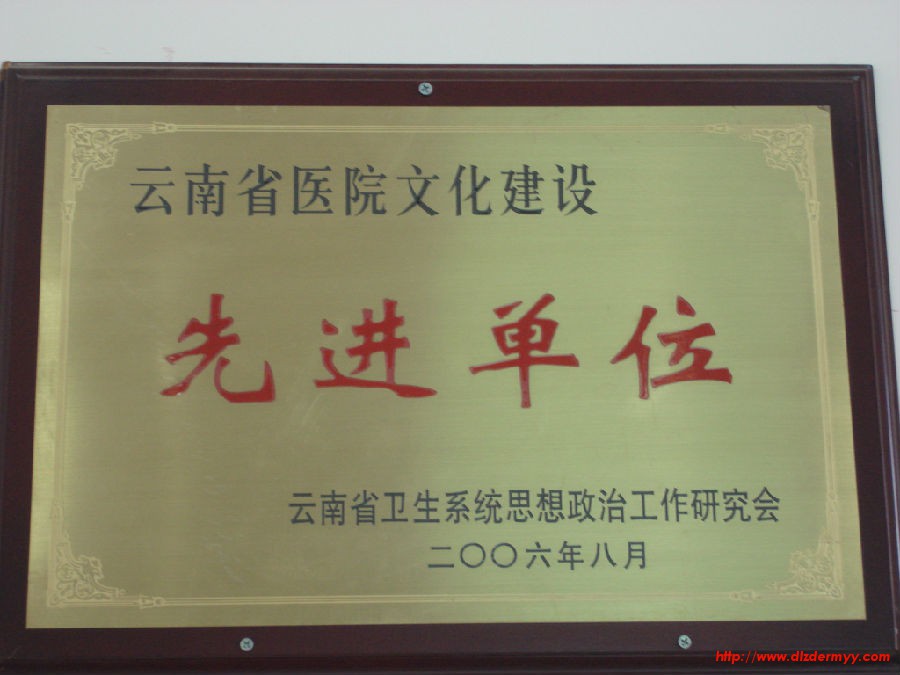 云南省医院文化建设
先进单位
云南省卫生系统思想政治工作研究会
二〇〇六年八月
http://www.dlzdermyy.com